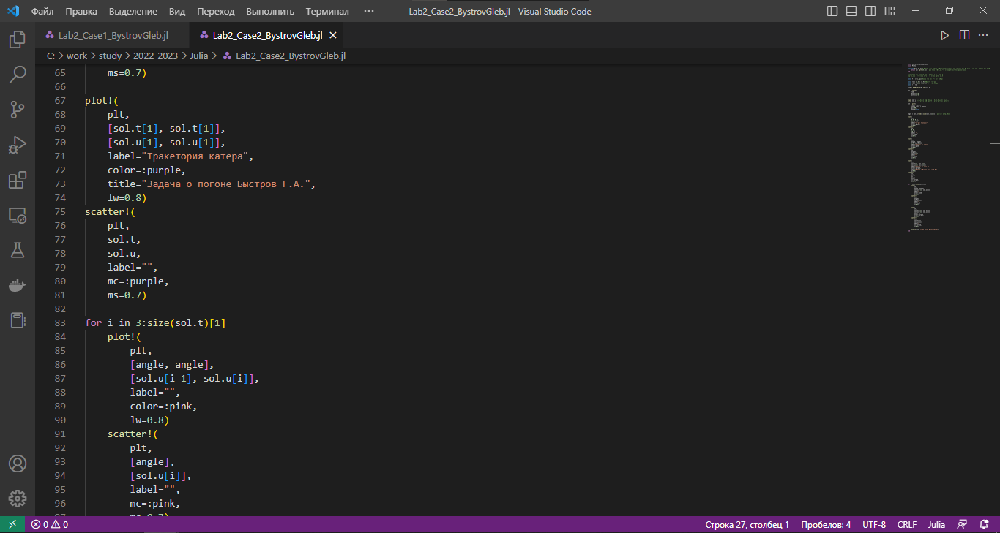 Файл Правка Выделение Вид Переход Выполнить Терминал ··· Lab2_Case2_BystrovGleb.jl - Visual Studio Code
Lab2_Case1_BystrovGleb.jl Lab2_Case2_BystrovGleb.jl
C: > work > study > 2022-2023 > Julia > Lab2_Case2_BystrovGleb.jl
65 ms=0.7)
66
67 plot!(
68 plt,
69 [sol.t[1], sol.t[1]],
70 [sol.u[1], sol.u[1]],
71 label="Тракетория катера",
72 color=:purple,
73 title="Задача о погоне Быстров Г.А.",
74 lw=0.8)
75 scatter!(
76 plt,
77 sol.t,
78 sol.u,
79 label="",
80 mc=:purple,
81 ms=0.7)
82
83 for i in 3:size(sol.t)[1]
84 plot!(
85 plt,
86 [angle, angle],
87 [sol.u[i-1], sol.u[i]],
88 label="",
89 color=:pink,
90 lw=0.8)
91 scatter!(
92 plt,
93 [angle],
94 [sol.u[i]],
95 label="",
96 mc=:pink,
97 ms=0.7)
0 0 Строка 27, столбец 1 Пробелов: 4 UTF-8 CRLF Julia